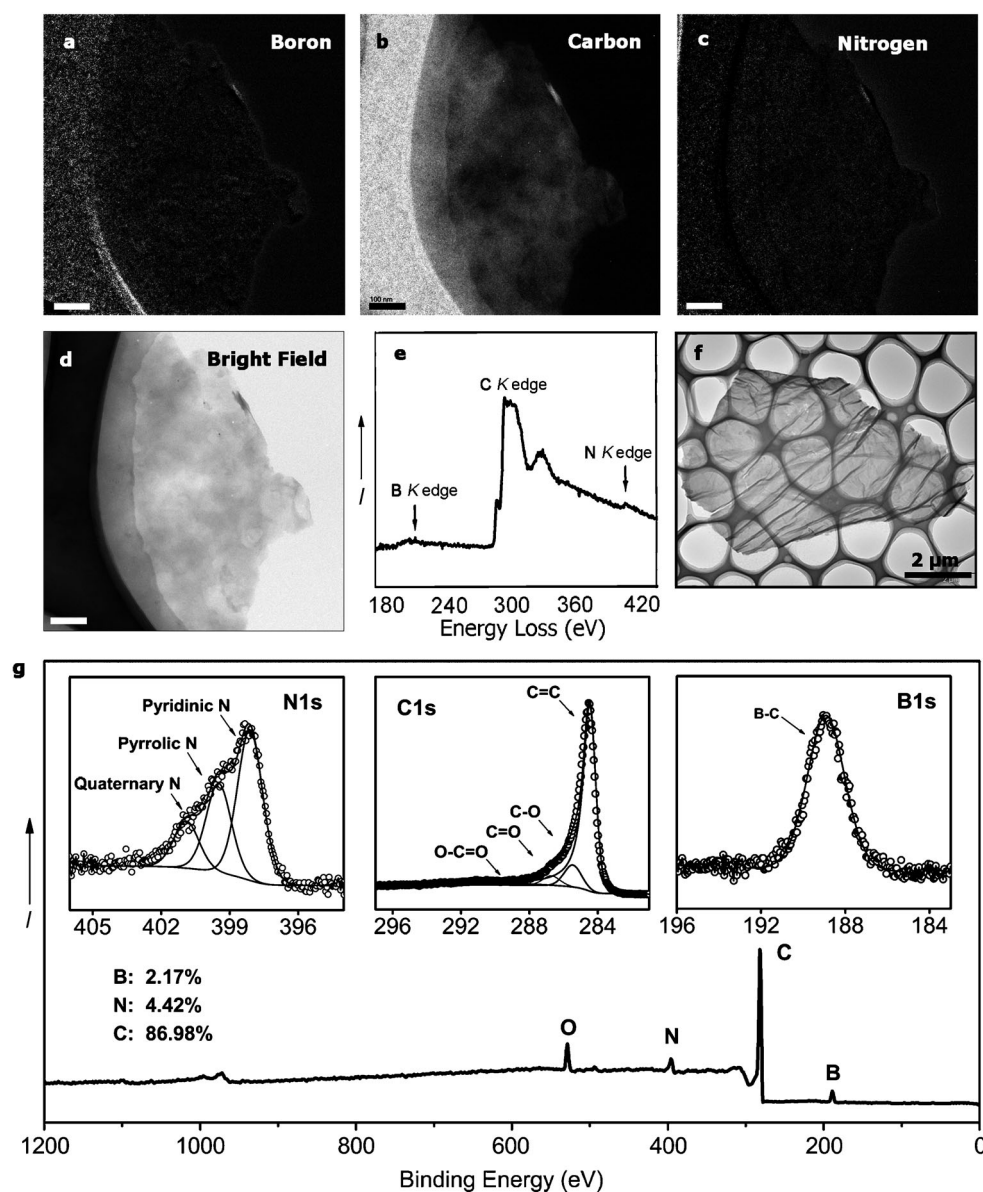 a
Boron
b
Carbon
100 nm
c
Nitrogen
d
Bright Field
e
C K edge
N K edge
B K edge
I
180 240 300 360 420
Energy Loss (eV)
f
2 µm
g
N1s
Pyridinic N
Pyrrolic N
Quaternary N
405 402 399 396
C1s
C=C
C-O
C=O
O-C=O
296 292 288 284
B1s
B-C
196 192 188 184
I
B: 2.17%
N: 4.42%
C: 86.98%
O
N
C
B
1200 1000 800 600 400 200 0
Binding Energy (eV)